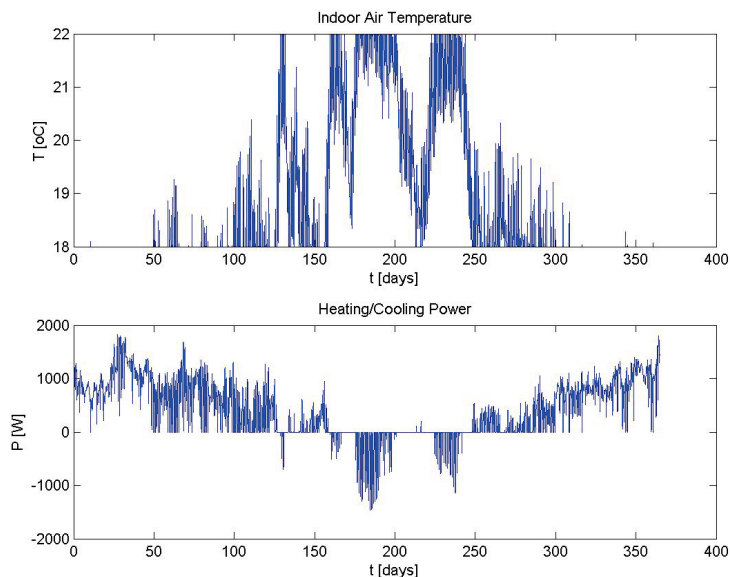 Indoor Air Temperature
22
21
20
19
18
T [oC]
0 50 100 150 200 250 300 350 400
t [days]
Heating/Cooling Power
2000
1000
0
-1000
-2000
P [W]
0 50 100 150 200 250 300 350 400
t [days]